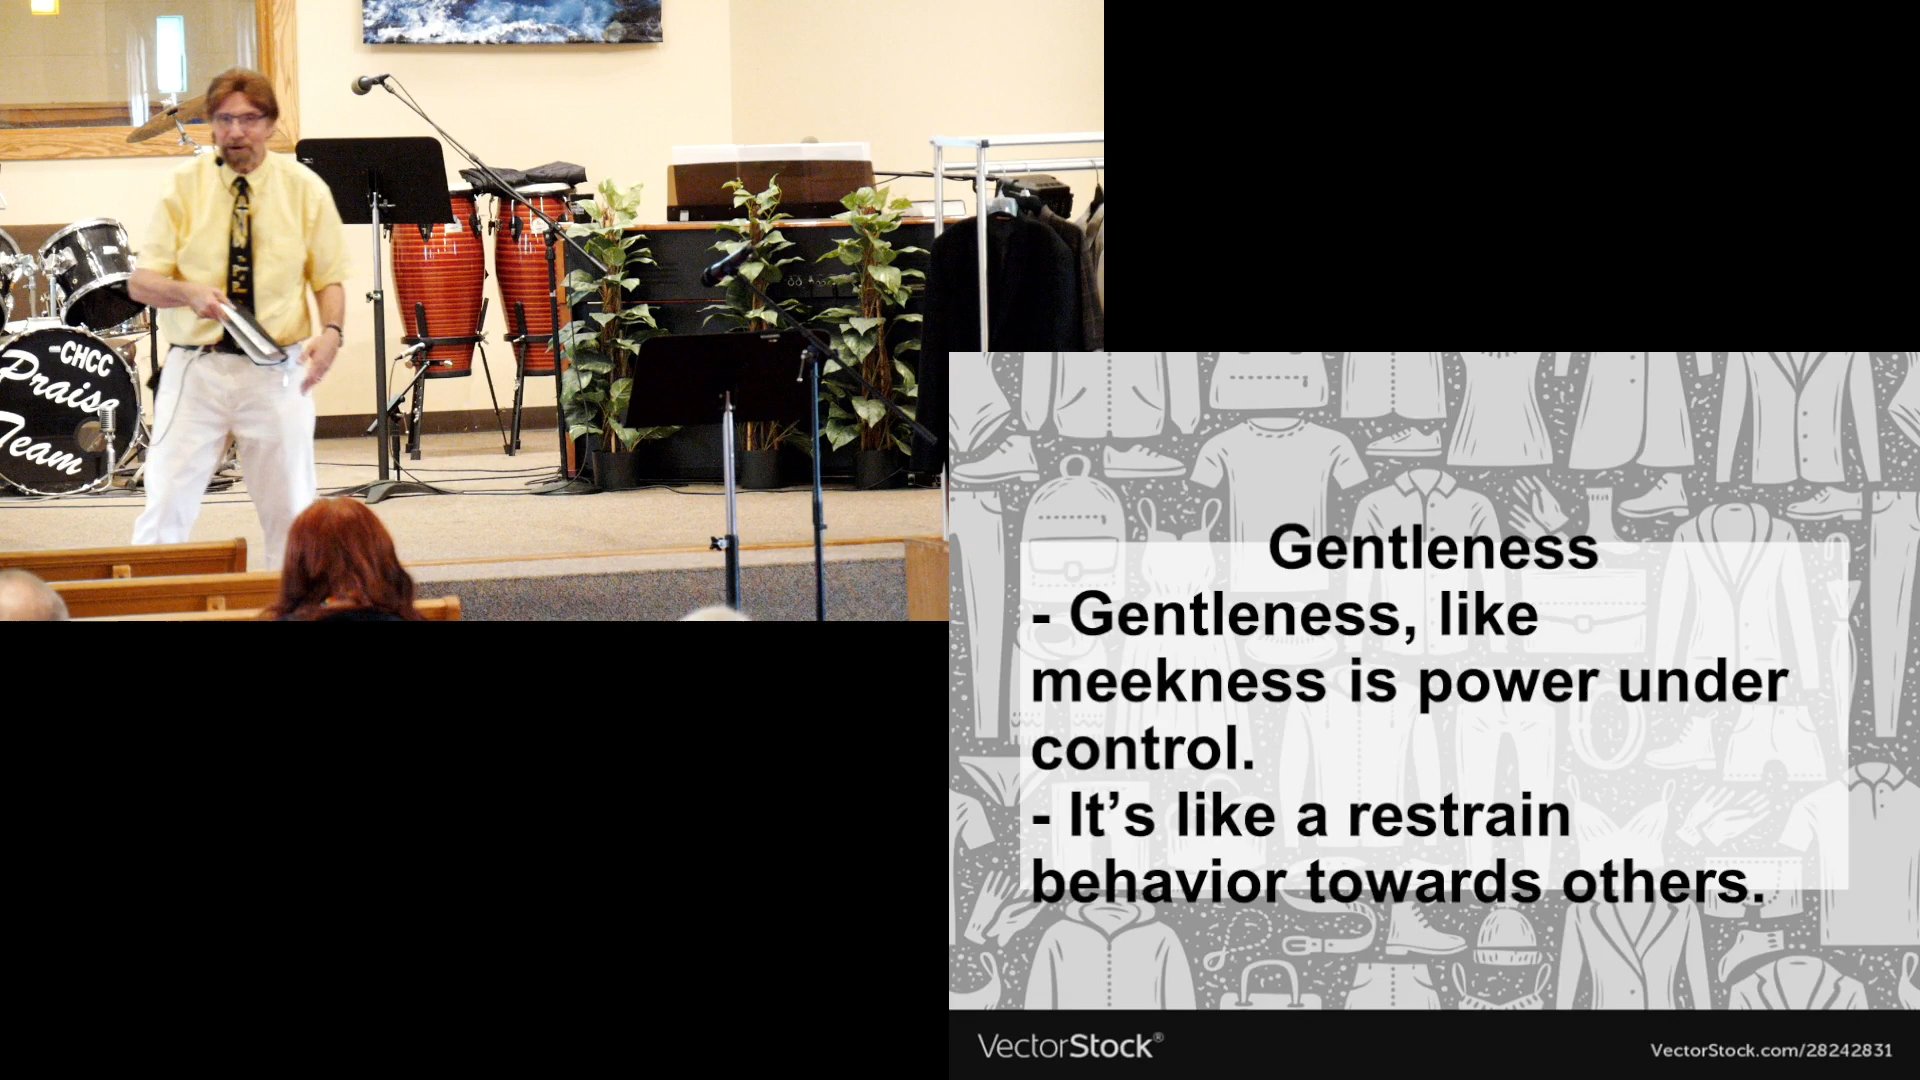 CHCC
Praise
Team
Gentleness
- Gentleness, like
meekness is power under
control.
- It’s like a restrain
behavior towards others.
VectorStock®
VectorStock.com/28242831